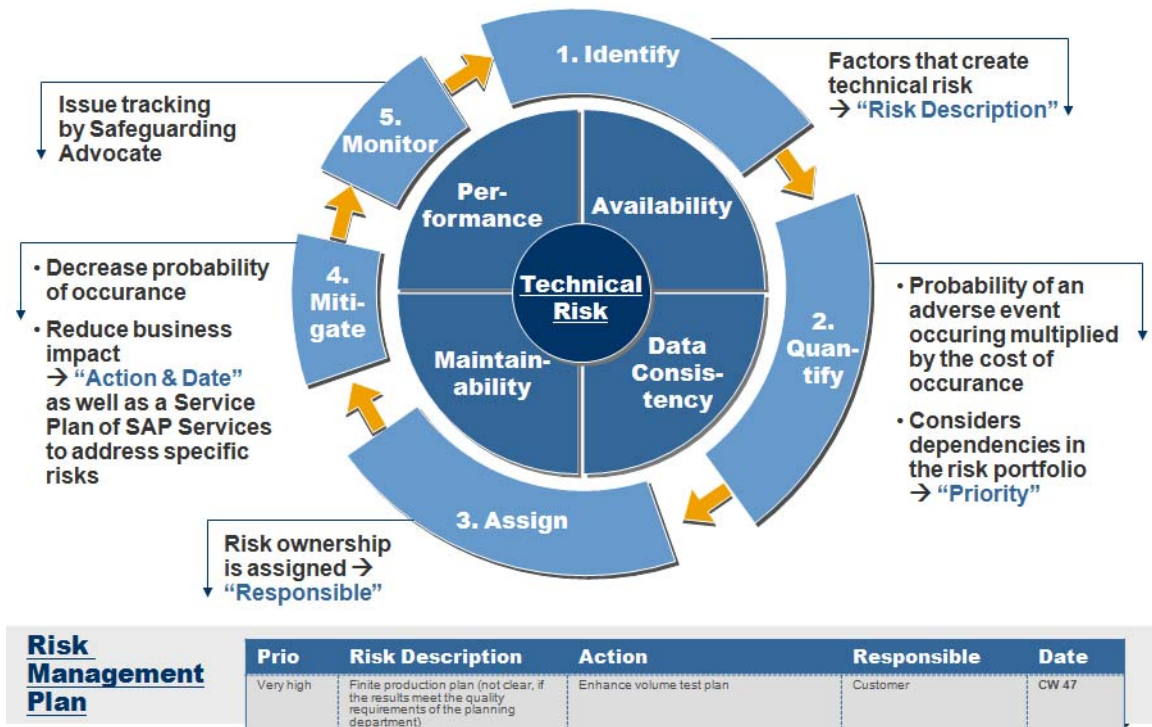 1. Identify
Factors that create
technical risk
→ “Risk Description”
5.
Monitor
Issue tracking
by Safeguarding
Advocate
Per-
formance
Availability
Technical
Risk
Maintain-
ability
Data
Consis-
tency
2.
Quan-
tify
• Probability of an
adverse event
occuring multiplied
by the cost of
occurance
• Considers
dependencies in
the risk portfolio
→ “Priority”
4.
Miti-
gate
• Decrease probability
of occurance
• Reduce business
impact
→ “Action & Date”
as well as a Service
Plan of SAP Services
to address specific
risks
3. Assign
Risk ownership
is assigned →
“Responsible”
Risk
Management
Plan
Prio Risk Description Action Responsible Date
Very high Finite production plan (not clear, if Enhance volume test plan Customer CW 47
the results meet the quality
requirements of the planning
department)